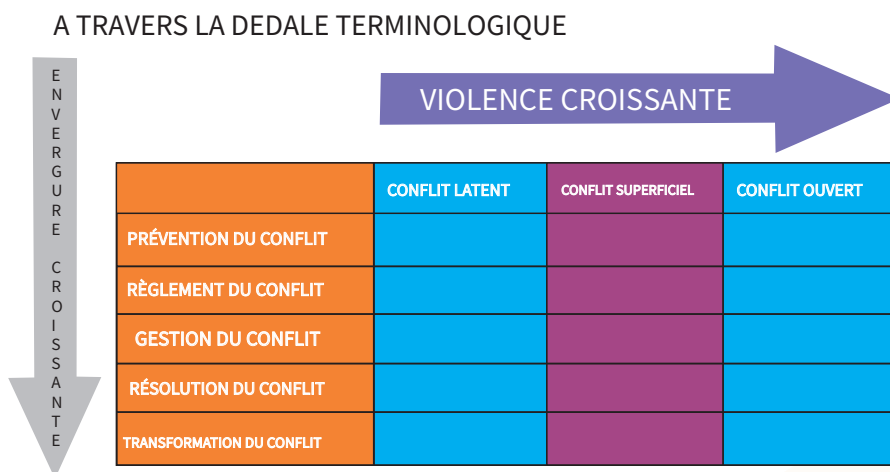 A TRAVERS LA DEDALE TERMINOLOGIQUE
ENVERGURE CROISSANTE
VIOLENCE CROISSANTE
CONFLIT LATENT
CONFLIT SUPERFICIEL
CONFLIT OUVERT
PRÉVENTION DU CONFLIT
RÈGLEMENT DU CONFLIT
GESTION DU CONFLIT
RÉSOLUTION DU CONFLIT
TRANSFORMATION DU CONFLIT